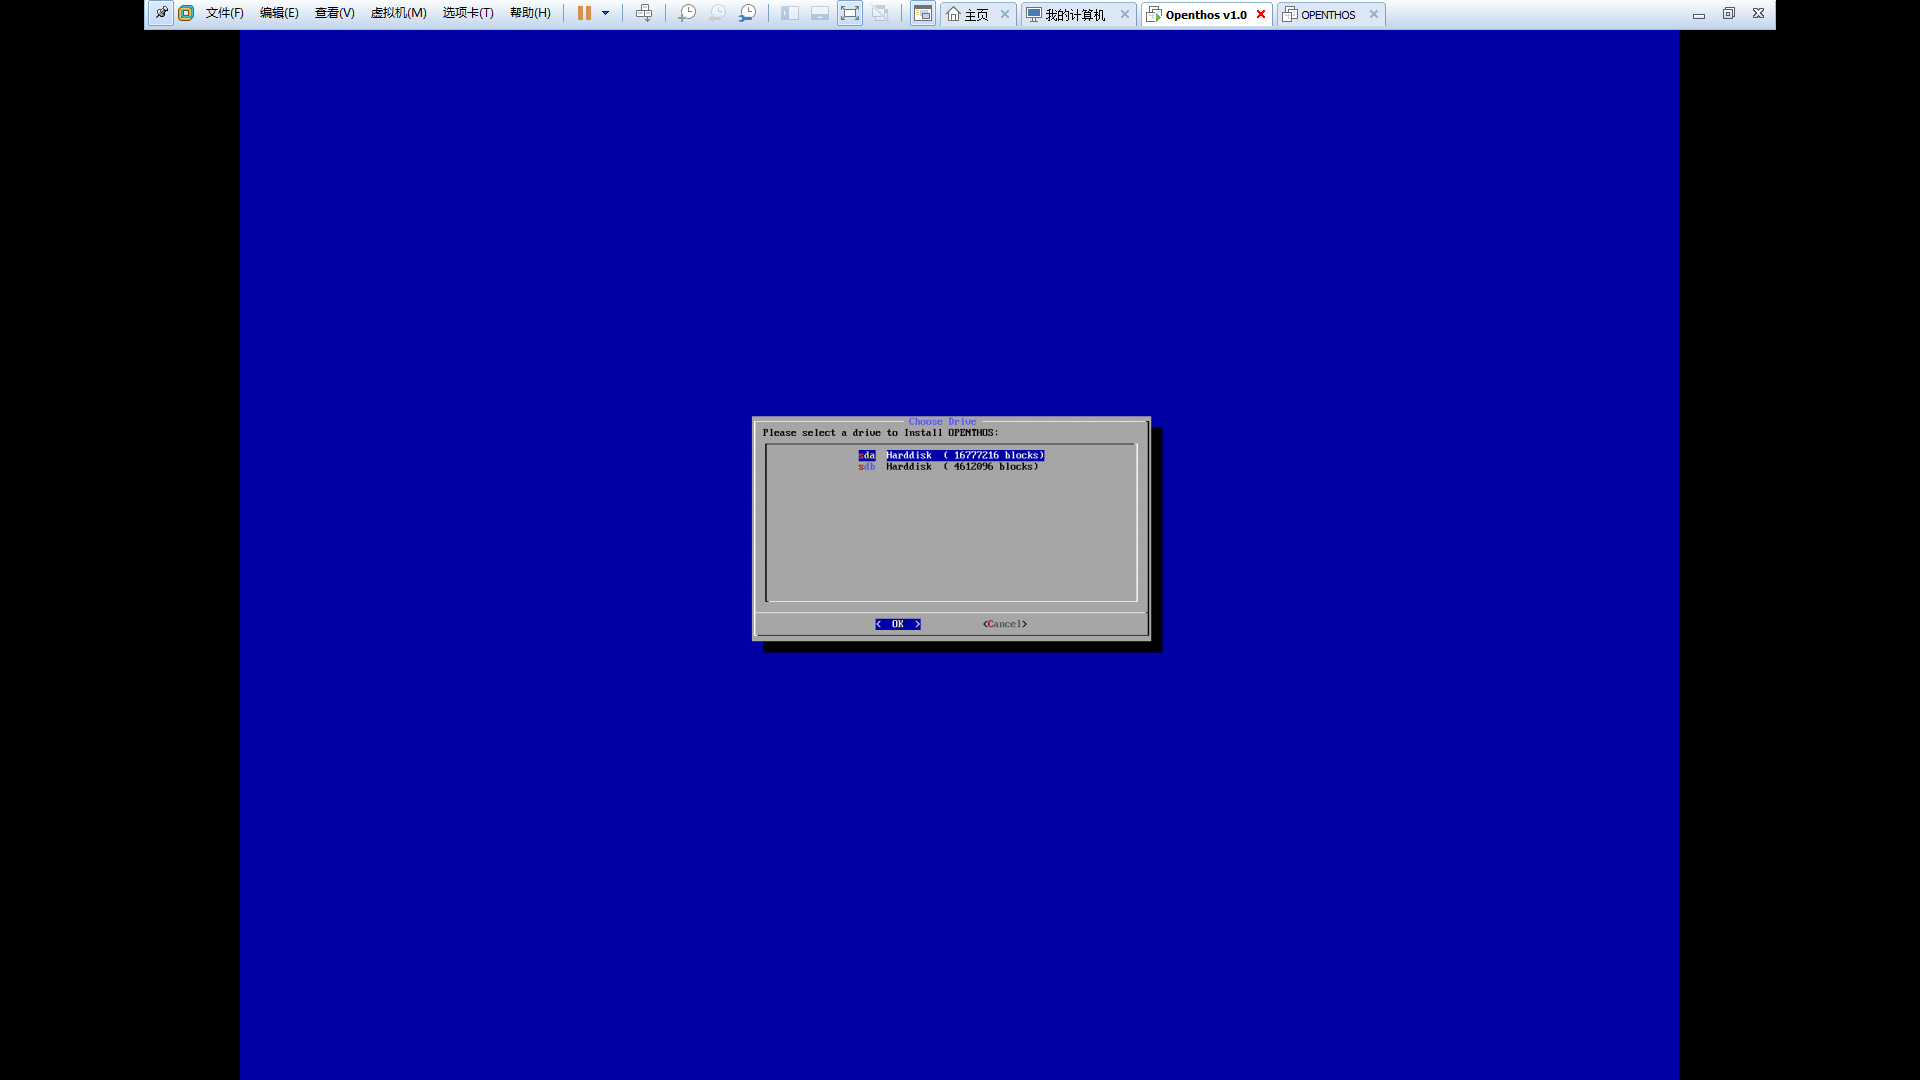 文件(F) 编辑(E) 查看(V) 虚拟机(M) 选项卡(T) 帮助(H) 主页 我的计算机 Openthos v1.0 OPENTHOS
Choose Drive
Please select a drive to Install OPENTHOS:
sda Harddisk ( 16777216 blocks)
sdb Harddisk ( 4612096 blocks)
< OK > <Cancel>